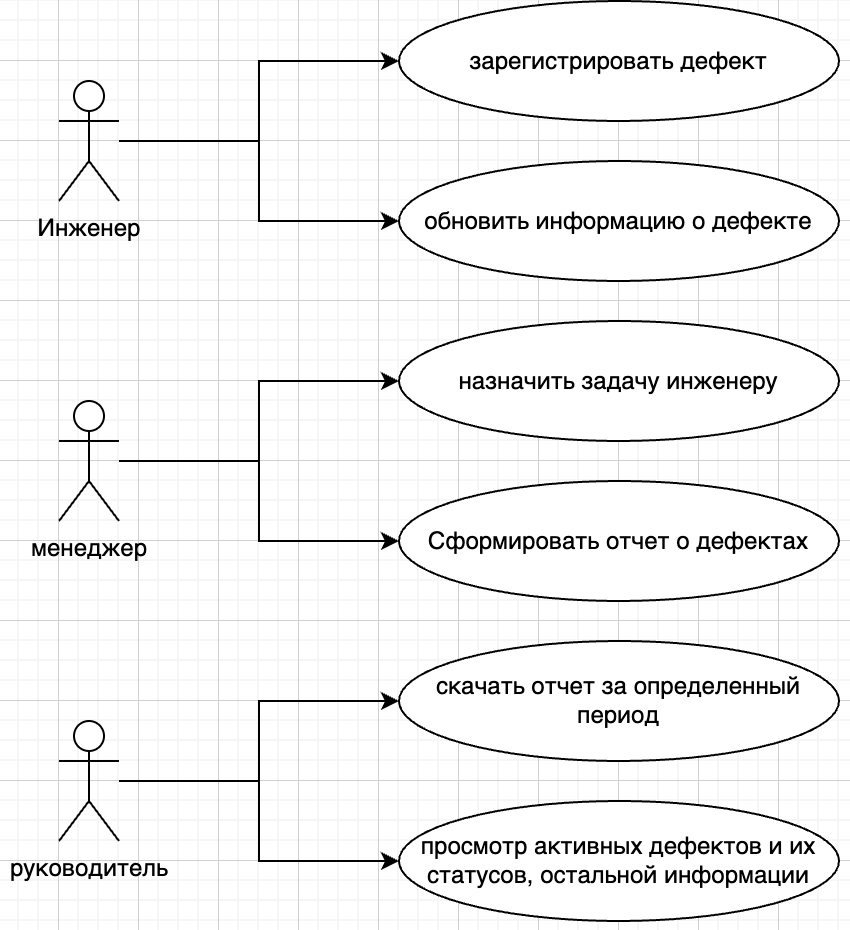 зарегистрировать дефект
Инженер
обновить информацию о дефекте
назначить задачу инженеру
менеджер
Сформировать отчет о дефектах
скачать отчет за определенный
период
руководитель
просмотр активных дефектов и их
статусов, остальной информации